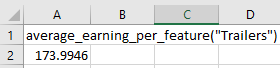 A B C D
1 average_earning_per_feature("Trailers")
2 173.9946